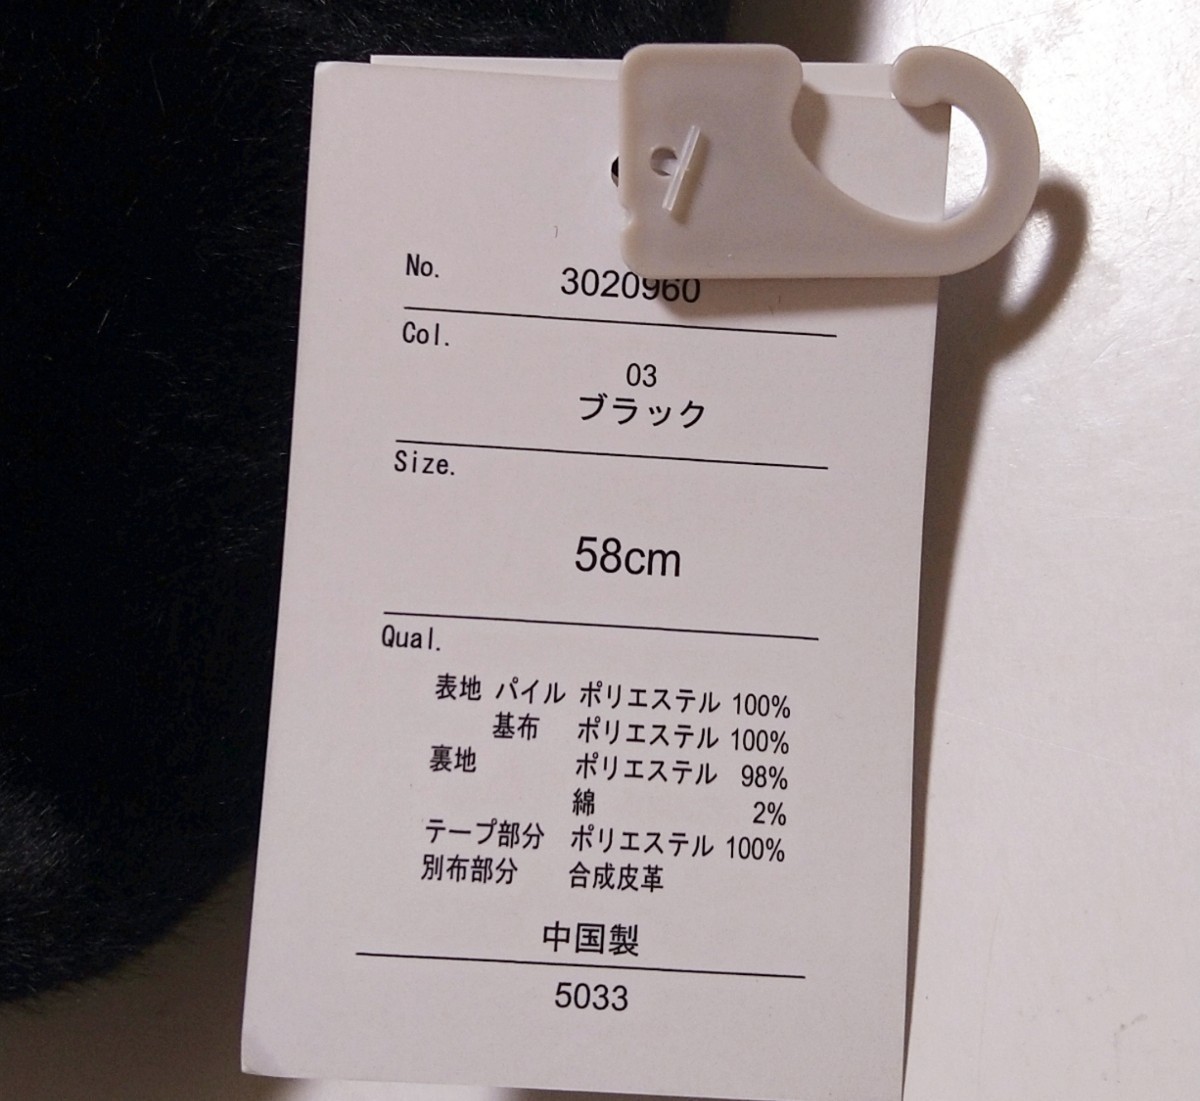 No. 3020960
Col.
03
ブラック
Size.
58cm
Qual.
表地 パイル ポリエステル 100%
基布 ポリエステル 100%
裏地 ポリエステル 98%
綿 2%
テープ部分 ポリエステル 100%
別布部分 合成皮革
中国製
5033